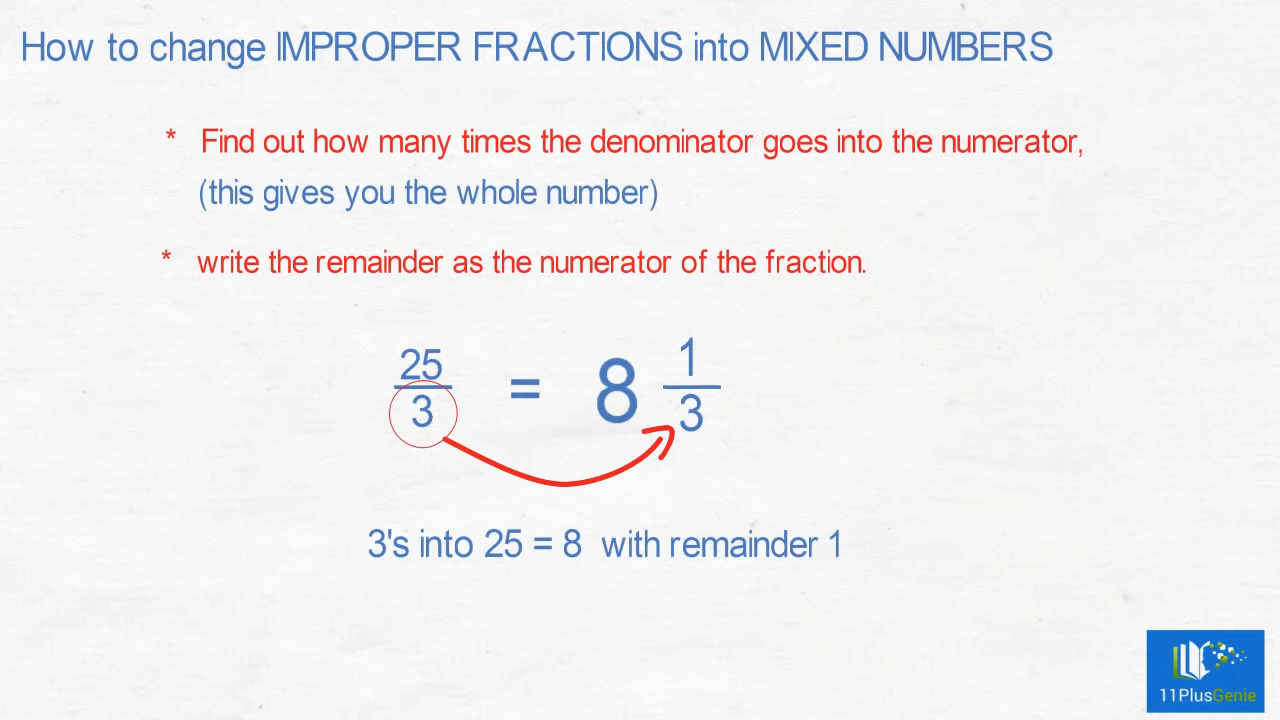 How to change IMPROPER FRACTIONS into MIXED NUMBERS
* Find out how many times the denominator goes into the numerator,
(this gives you the whole number)
* write the remainder as the numerator of the fraction.
25/3 = 8 1/3
3's into 25 = 8 with remainder 1
11PlusGenie